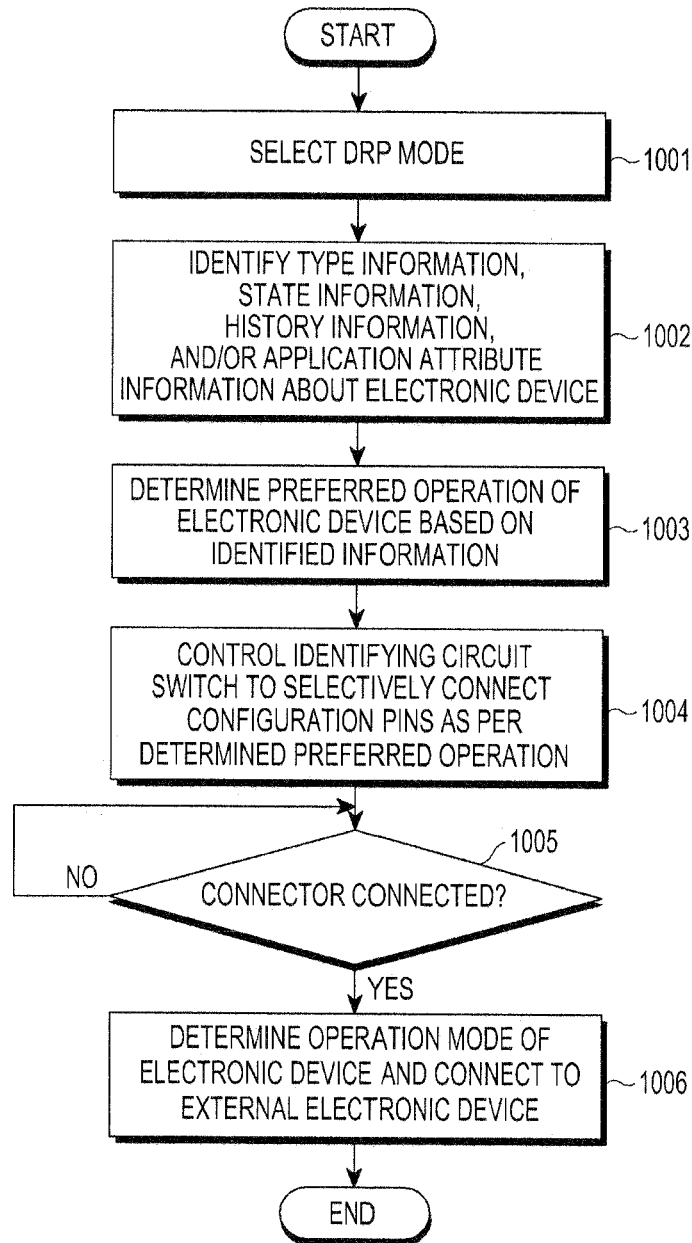 START
SELECT DRP MODE
1001
IDENTIFY TYPE INFORMATION,
STATE INFORMATION,
HISTORY INFORMATION,
AND/OR APPLICATION ATTRIBUTE
INFORMATION ABOUT ELECTRONIC DEVICE
1002
DETERMINE PREFERRED OPERATION OF
ELECTRONIC DEVICE BASED ON
IDENTIFIED INFORMATION
1003
CONTROL IDENTIFYING CIRCUIT
SWITCH TO SELECTIVELY CONNECT
CONFIGURATION PINS AS PER
DETERMINED PREFERRED OPERATION
1004
1005
NO
CONNECTOR CONNECTED?
YES
DETERMINE OPERATION MODE OF
ELECTRONIC DEVICE AND CONNECT TO
EXTERNAL ELECTRONIC DEVICE
1006
END